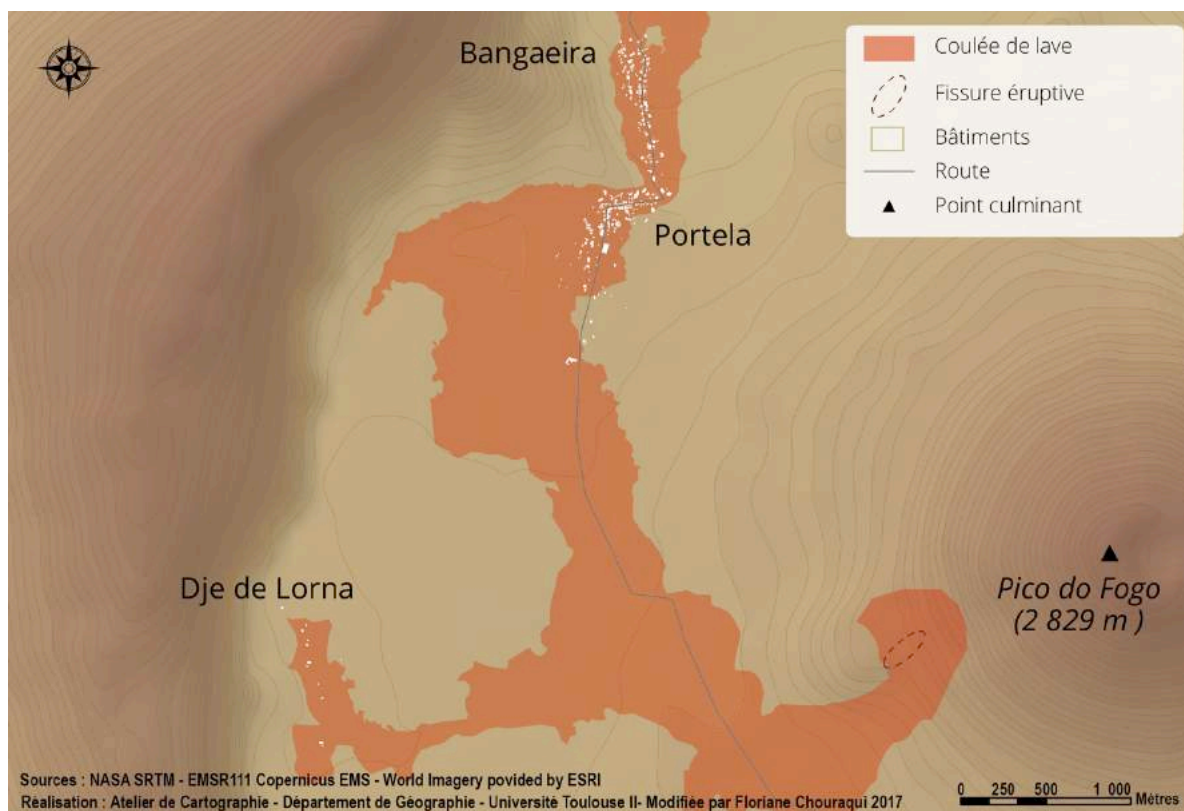 Bangaeira
Coulée de lave
Fissure éruptive
Bâtiments
Route
Point culminant
Portela
Dje de Lorna
Pico do Fogo
(2 829 m )
Sources : NASA SRTM - EMSR111 Copernicus EMS - World Imagery povided by ESRI
0 250 500 1 000
Mètres
Réalisation : Atelier de Cartographie - Département de Géographie - Université Toulouse II- Modifiée par Floriane Chouraqui 2017